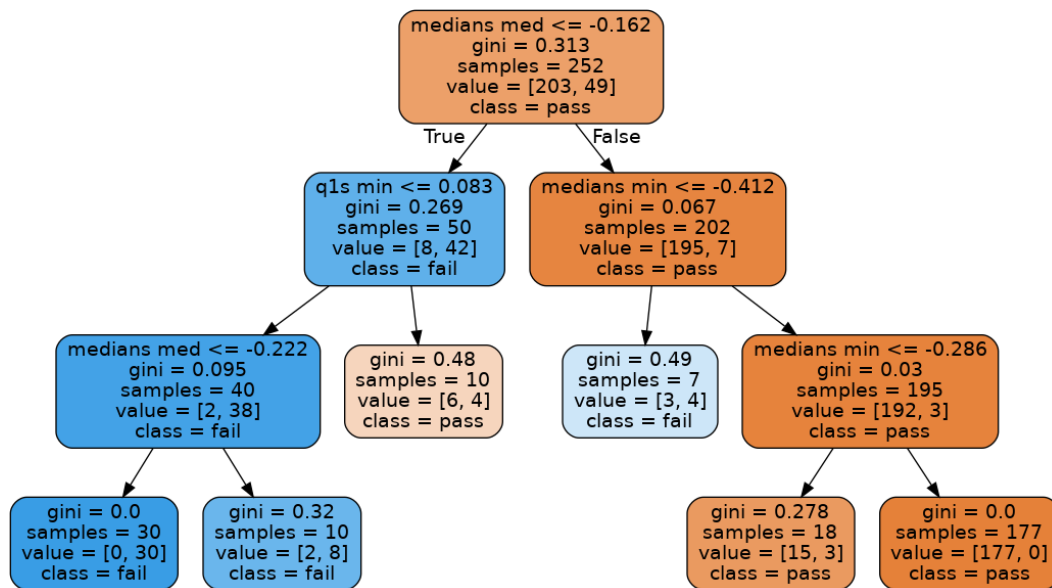 medians med <= -0.162
gini = 0.313
samples = 252
value = [203, 49]
class = pass
True
False
q1s min <= 0.083
gini = 0.269
samples = 50
value = [8, 42]
class = fail
medians min <= -0.412
gini = 0.067
samples = 202
value = [195, 7]
class = pass
medians med <= -0.222
gini = 0.095
samples = 40
value = [2, 38]
class = fail
gini = 0.48
samples = 10
value = [6, 4]
class = pass
gini = 0.49
samples = 7
value = [3, 4]
class = fail
medians min <= -0.286
gini = 0.03
samples = 195
value = [192, 3]
class = pass
gini = 0.0
samples = 30
value = [0, 30]
class = fail
gini = 0.32
samples = 10
value = [2, 8]
class = fail
gini = 0.278
samples = 18
value = [15, 3]
class = pass
gini = 0.0
samples = 177
value = [177, 0]
class = pass